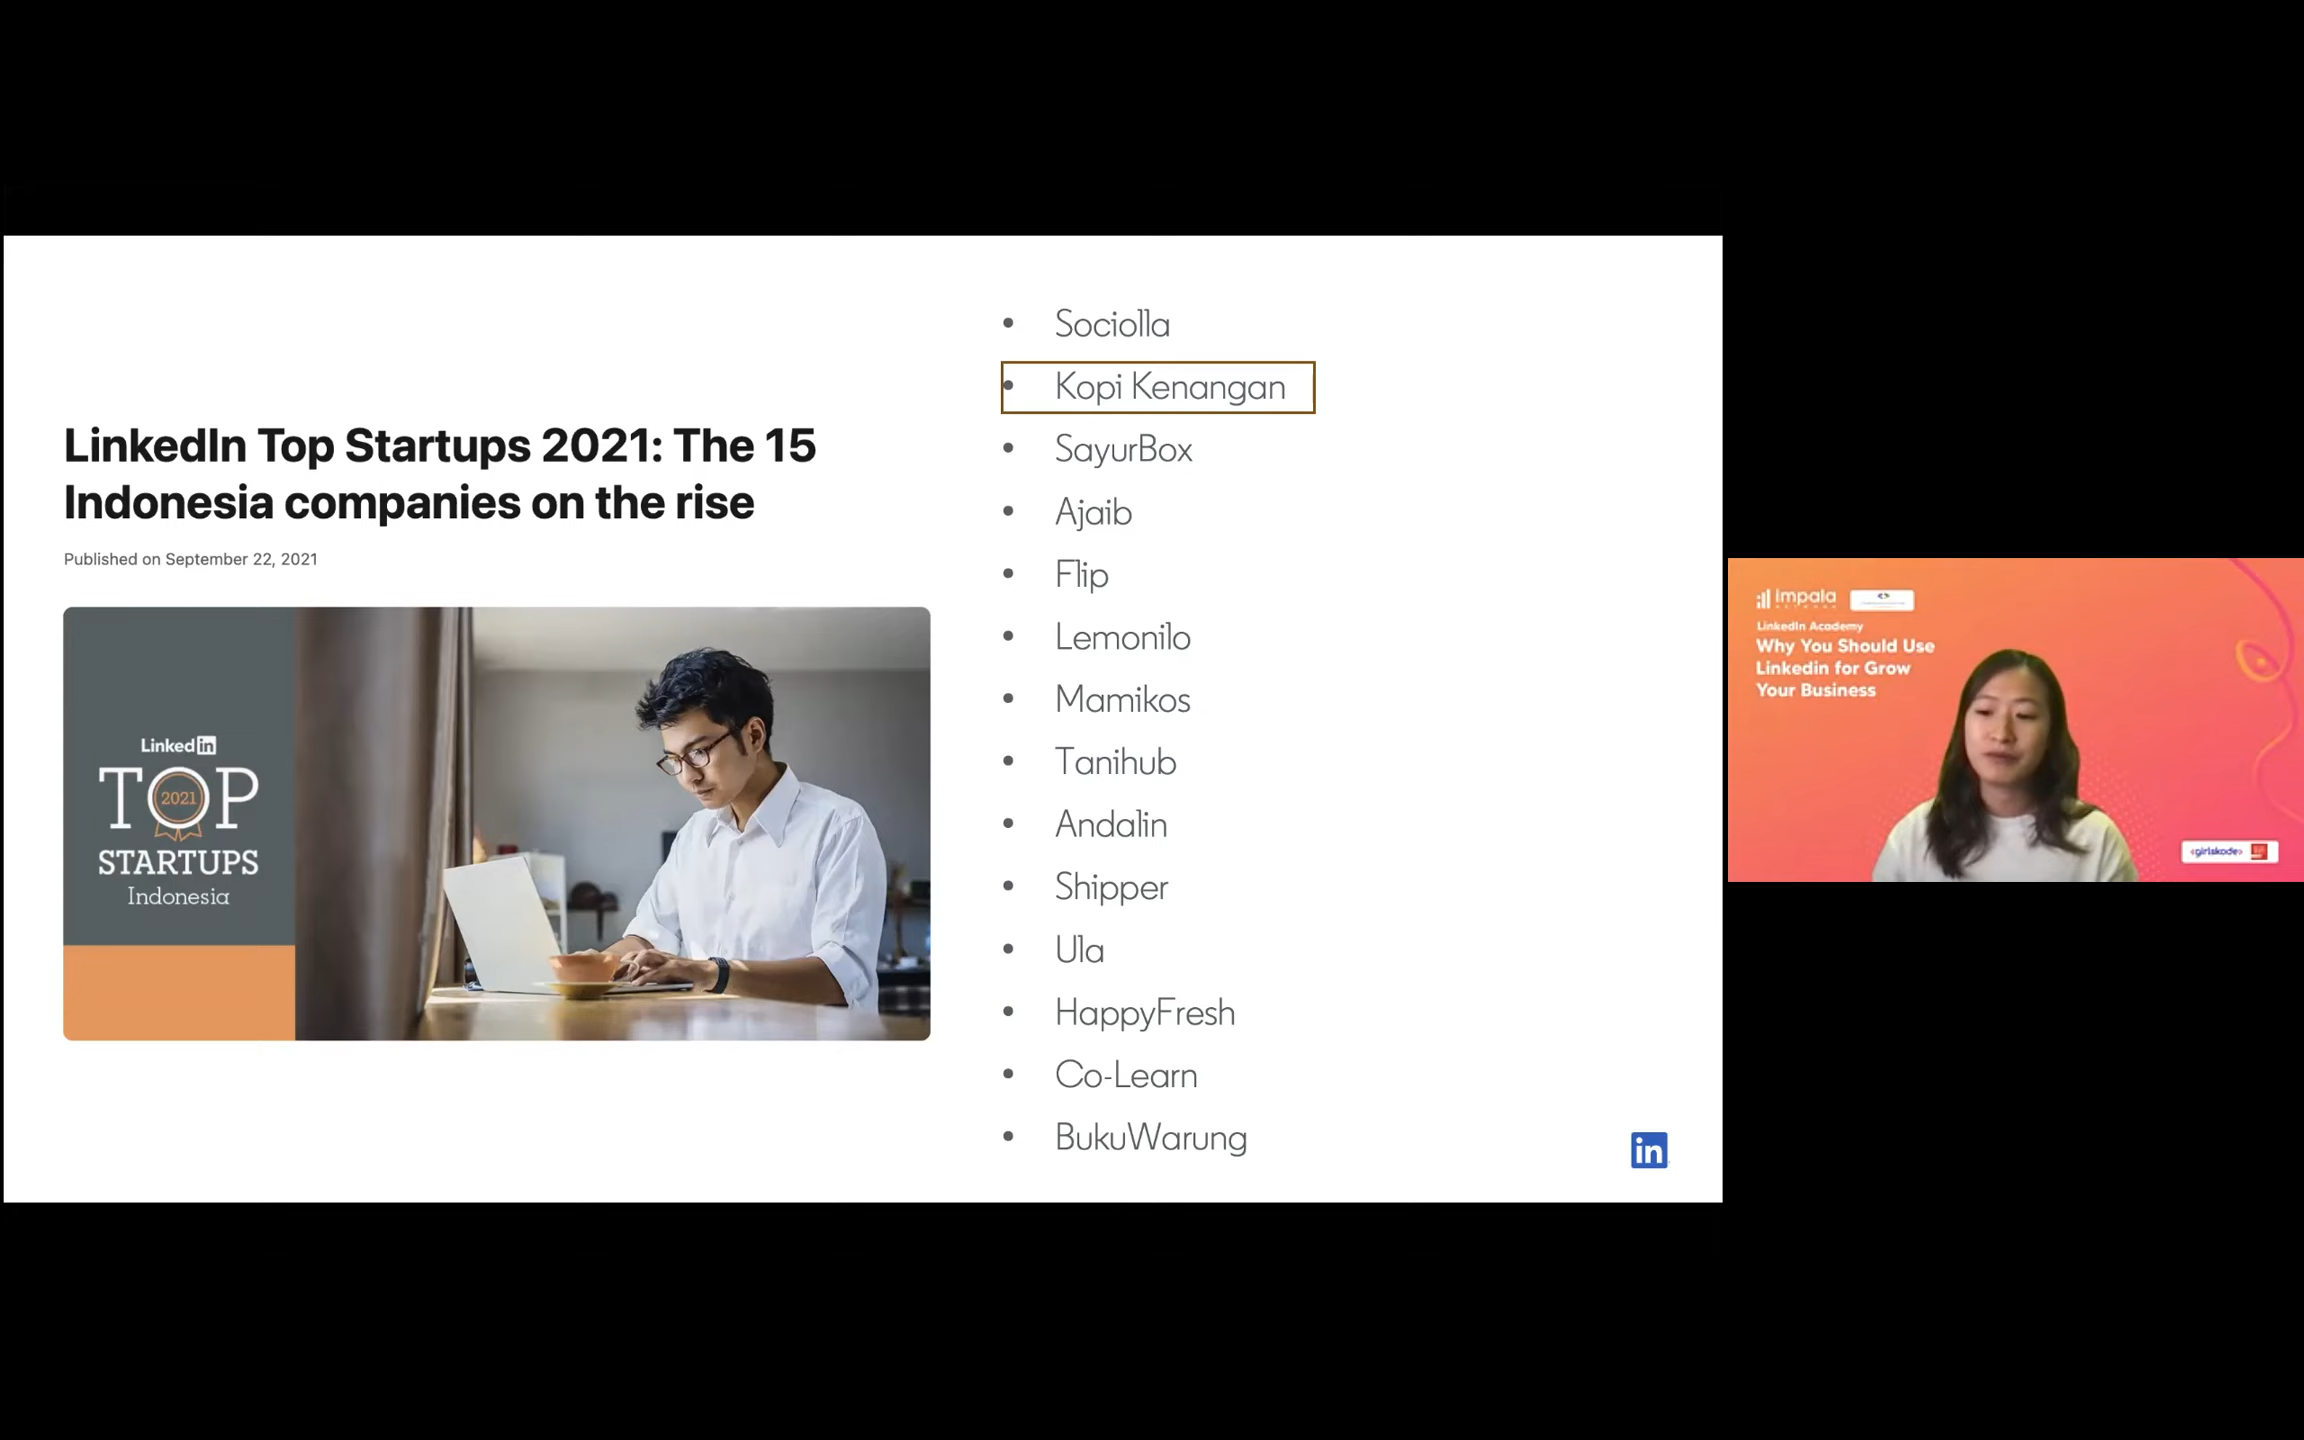 LinkedIn Top Startups 2021: The 15
Indonesia companies on the rise
Published on September 22, 2021
Linked in
TOP
2021
STARTUPS
Indonesia
• Sociolla
• Kopi Kenangan
• SayurBox
• Ajaib
• Flip
• Lemonilo
• Mamikos
• Tanihub
• Andalin
• Shipper
• Ula
• HappyFresh
• Co-Learn
• BukuWarung
in
impala
NETWORK
LinkedIn Academy
Why You Should Use
Linkedin for Grow
Your Business
<girlskode>